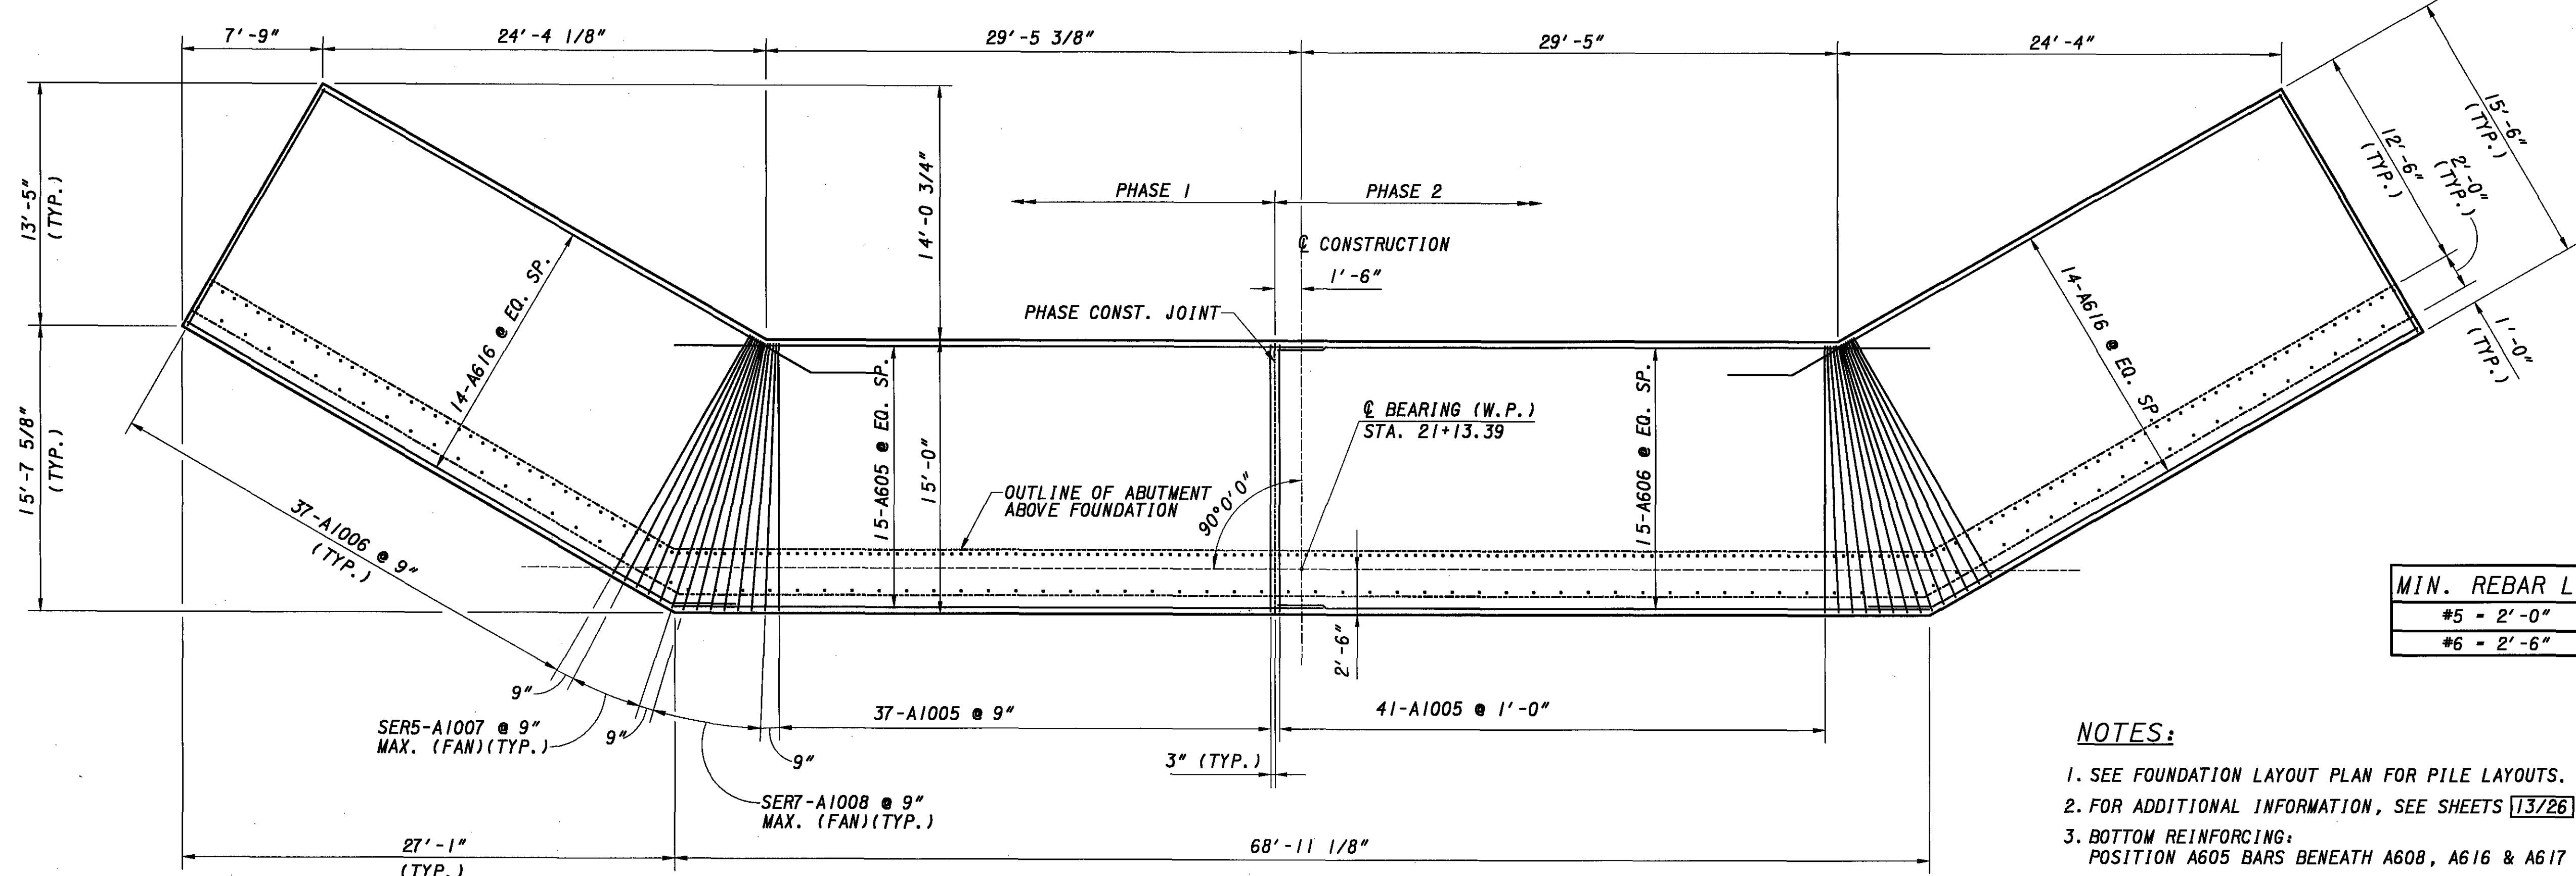 7'-9"
24'-4 1/8"
29'-5 3/8"
29'-5"
24'-4"
15'-6"
(TYP.)
12'-6"
(TYP.)
2'-0"
(TYP.)
1'-0"
(TYP.)
13'-5"
(TYP.)
14'-0 3/4"
PHASE 1
PHASE 2
℄ CONSTRUCTION
1'-6"
PHASE CONST. JOINT
14-A616 @ EQ. SP.
14-A616 @ EQ. SP.
15'-7 5/8"
(TYP.)
15-A605 @ EQ. SP.
15'-0"
15-A606 @ EQ. SP.
℄ BEARING (W.P.)
STA. 21+13.39
OUTLINE OF ABUTMENT
ABOVE FOUNDATION
90°0'0"
37-A1006 @ 9"
(TYP.)
2'-6"
MIN. REBAR L
#5 = 2'-0"
#6 = 2'-6"
9"
SER5-A1007 @ 9"
MAX. (FAN)(TYP.)
9"
37-A1005 @ 9"
41-A1005 @ 1'-0"
9"
3" (TYP.)
SER7-A1008 @ 9"
MAX. (FAN)(TYP.)
27'-1"
(TYP.)
68'-11 1/8"
NOTES:
1. SEE FOUNDATION LAYOUT PLAN FOR PILE LAYOUTS.
2. FOR ADDITIONAL INFORMATION, SEE SHEETS 13/26
3. BOTTOM REINFORCING:
POSITION A605 BARS BENEATH A608, A616 & A617